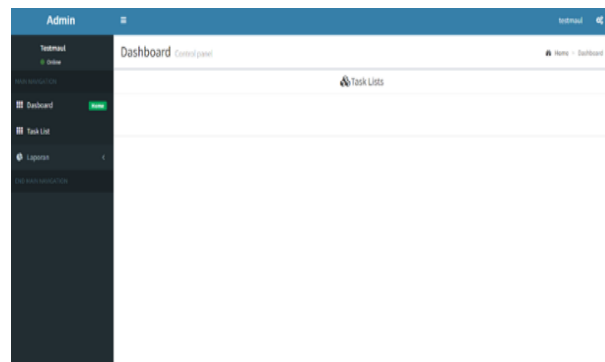 Admin
testmaul
Testmaul
Online
Dashboard Control panel
Home > Dashboard
MAIN NAVIGATION
Task Lists
Dasboard Home
Task List
Laporan
END MAIN NAVIGATION